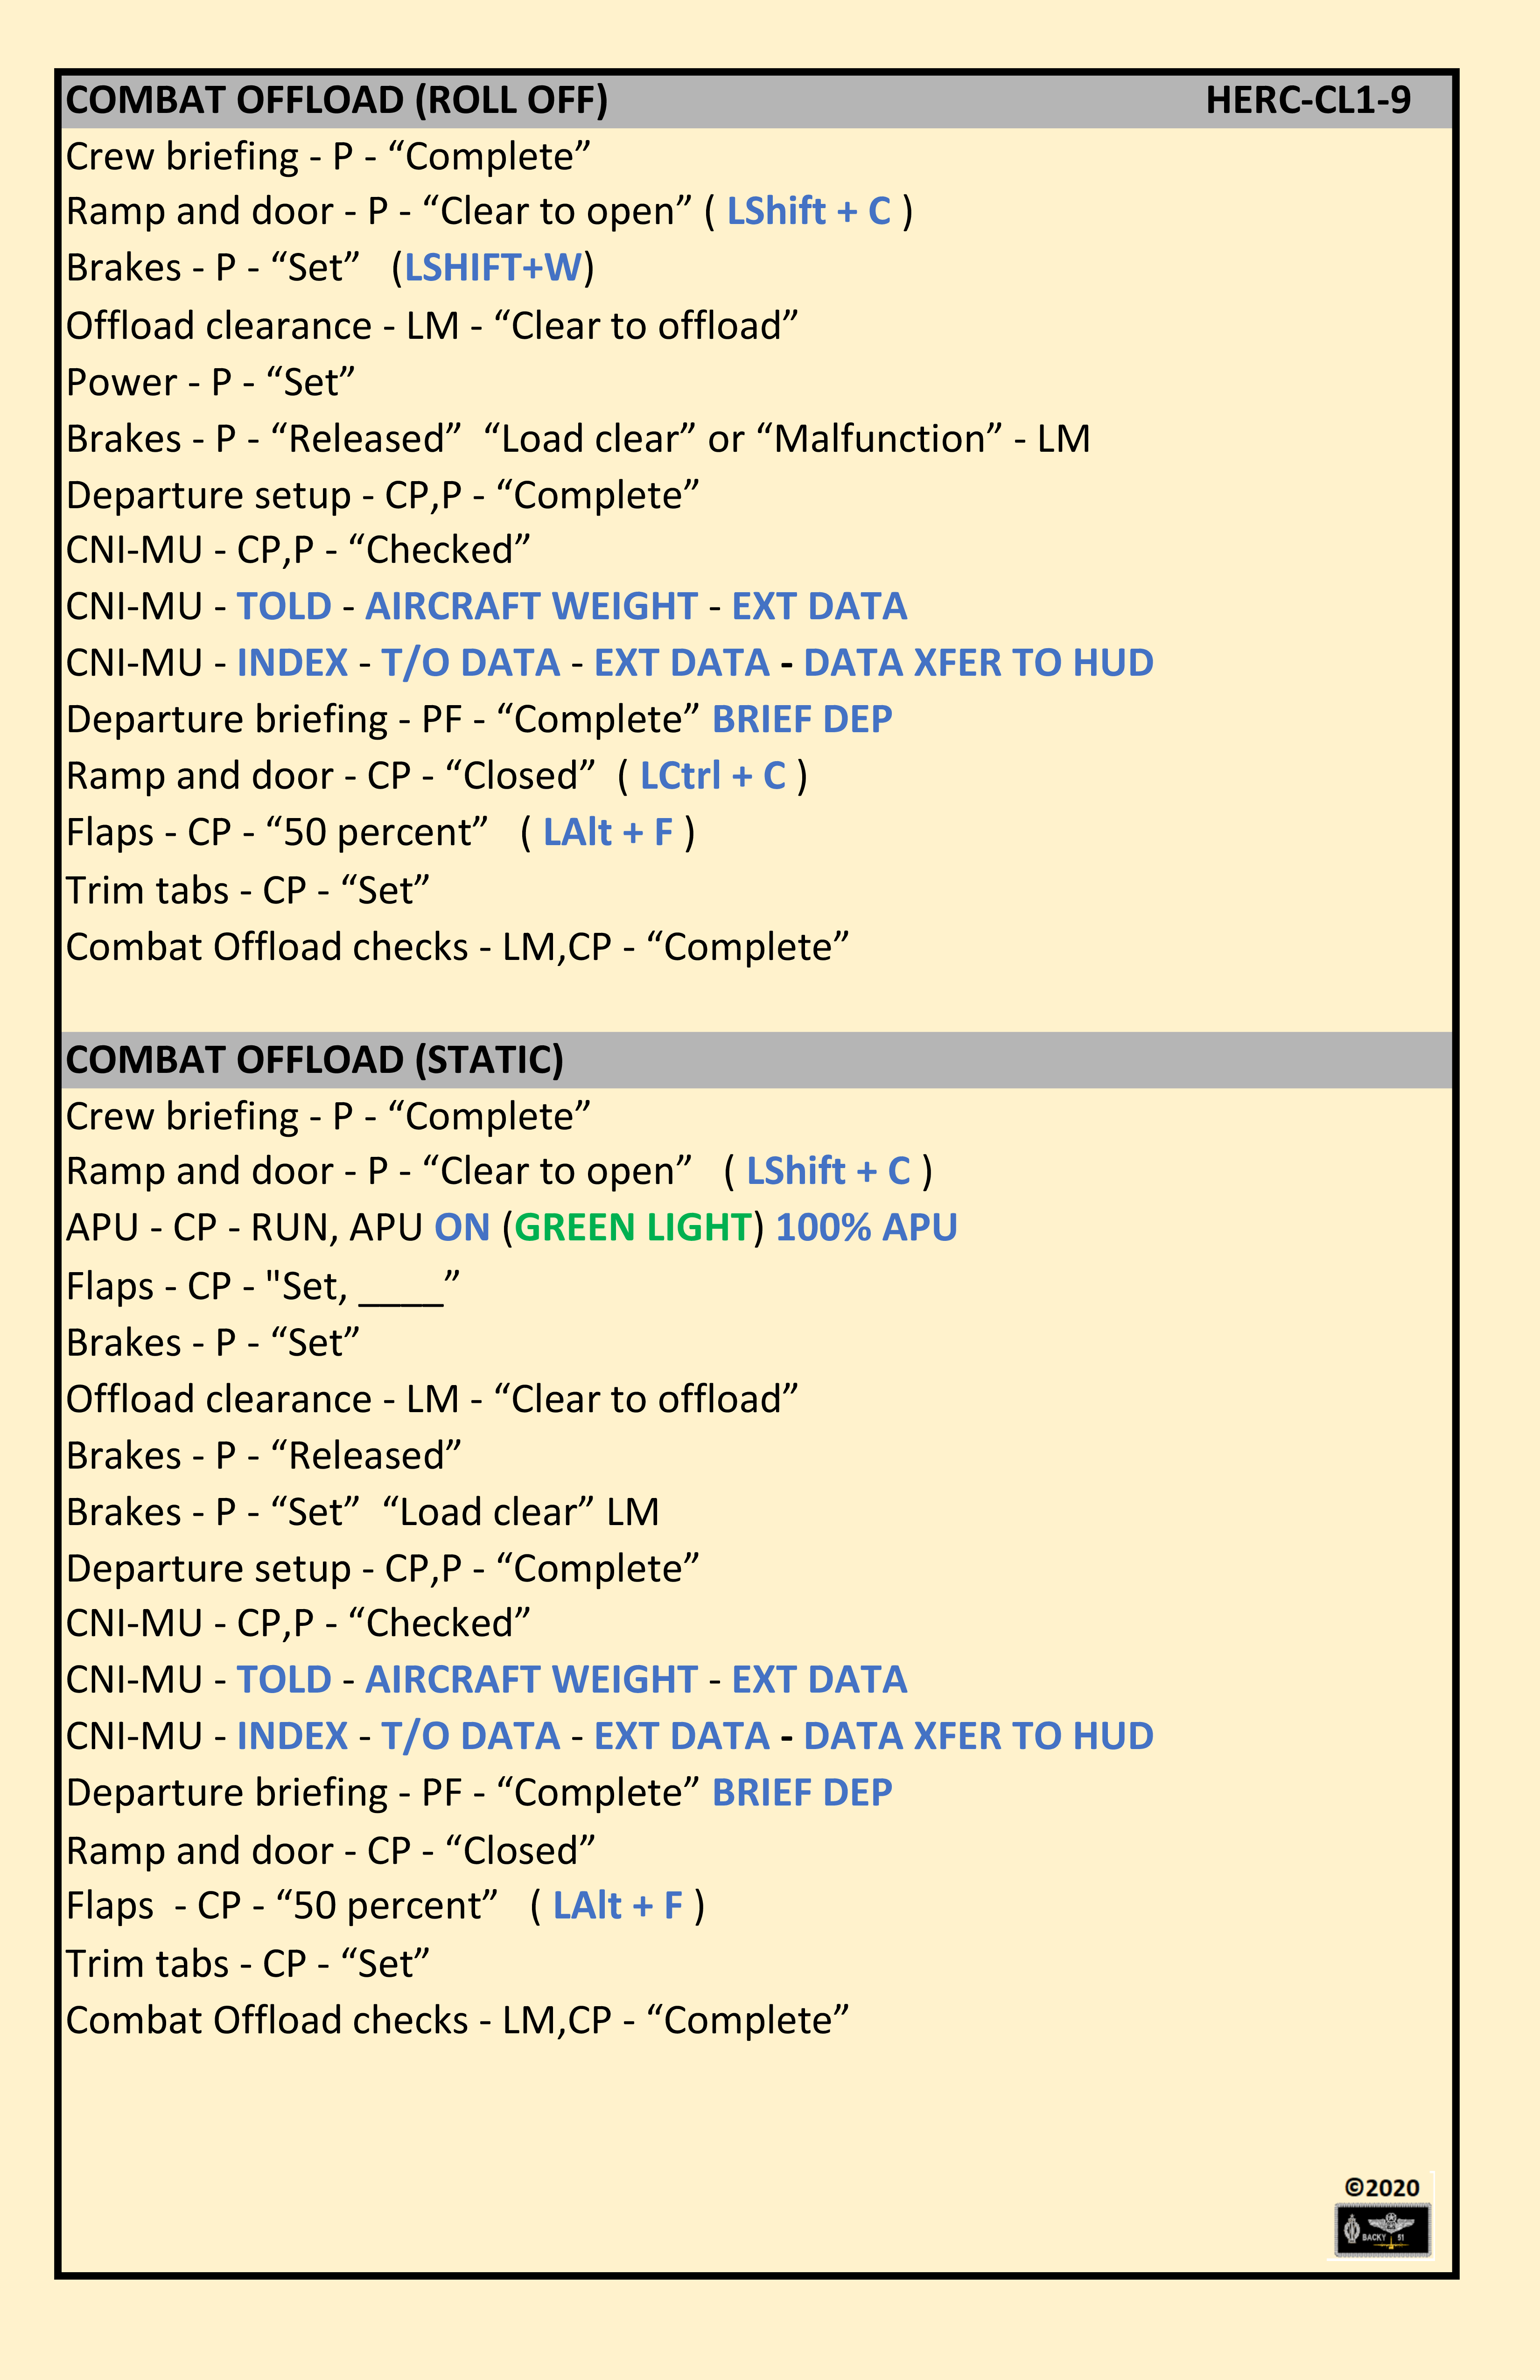 COMBAT OFFLOAD (ROLL OFF) HERC-CL1-9
Crew briefing - P - “Complete”
Ramp and door - P - “Clear to open” ( LShift + C )
Brakes - P - “Set” (LSHIFT+W)
Offload clearance - LM - “Clear to offload”
Power - P - “Set”
Brakes - P - “Released” “Load clear” or “Malfunction” - LM
Departure setup - CP,P - “Complete”
CNI-MU - CP,P - “Checked”
CNI-MU - TOLD - AIRCRAFT WEIGHT - EXT DATA
CNI-MU - INDEX - T/O DATA - EXT DATA - DATA XFER TO HUD
Departure briefing - PF - “Complete” BRIEF DEP
Ramp and door - CP - “Closed” ( LCtrl + C )
Flaps - CP - “50 percent” ( LAlt + F )
Trim tabs - CP - “Set”
Combat Offload checks - LM,CP - “Complete”
COMBAT OFFLOAD (STATIC)
Crew briefing - P - “Complete”
Ramp and door - P - “Clear to open” ( LShift + C )
APU - CP - RUN, APU ON (GREEN LIGHT) 100% APU
Flaps - CP - "Set, ____”
Brakes - P - “Set”
Offload clearance - LM - “Clear to offload”
Brakes - P - “Released”
Brakes - P - “Set” “Load clear” LM
Departure setup - CP,P - “Complete”
CNI-MU - CP,P - “Checked”
CNI-MU - TOLD - AIRCRAFT WEIGHT - EXT DATA
CNI-MU - INDEX - T/O DATA - EXT DATA - DATA XFER TO HUD
Departure briefing - PF - “Complete” BRIEF DEP
Ramp and door - CP - “Closed”
Flaps - CP - “50 percent” ( LAlt + F )
Trim tabs - CP - “Set”
Combat Offload checks - LM,CP - “Complete”
©2020
BACKY 51